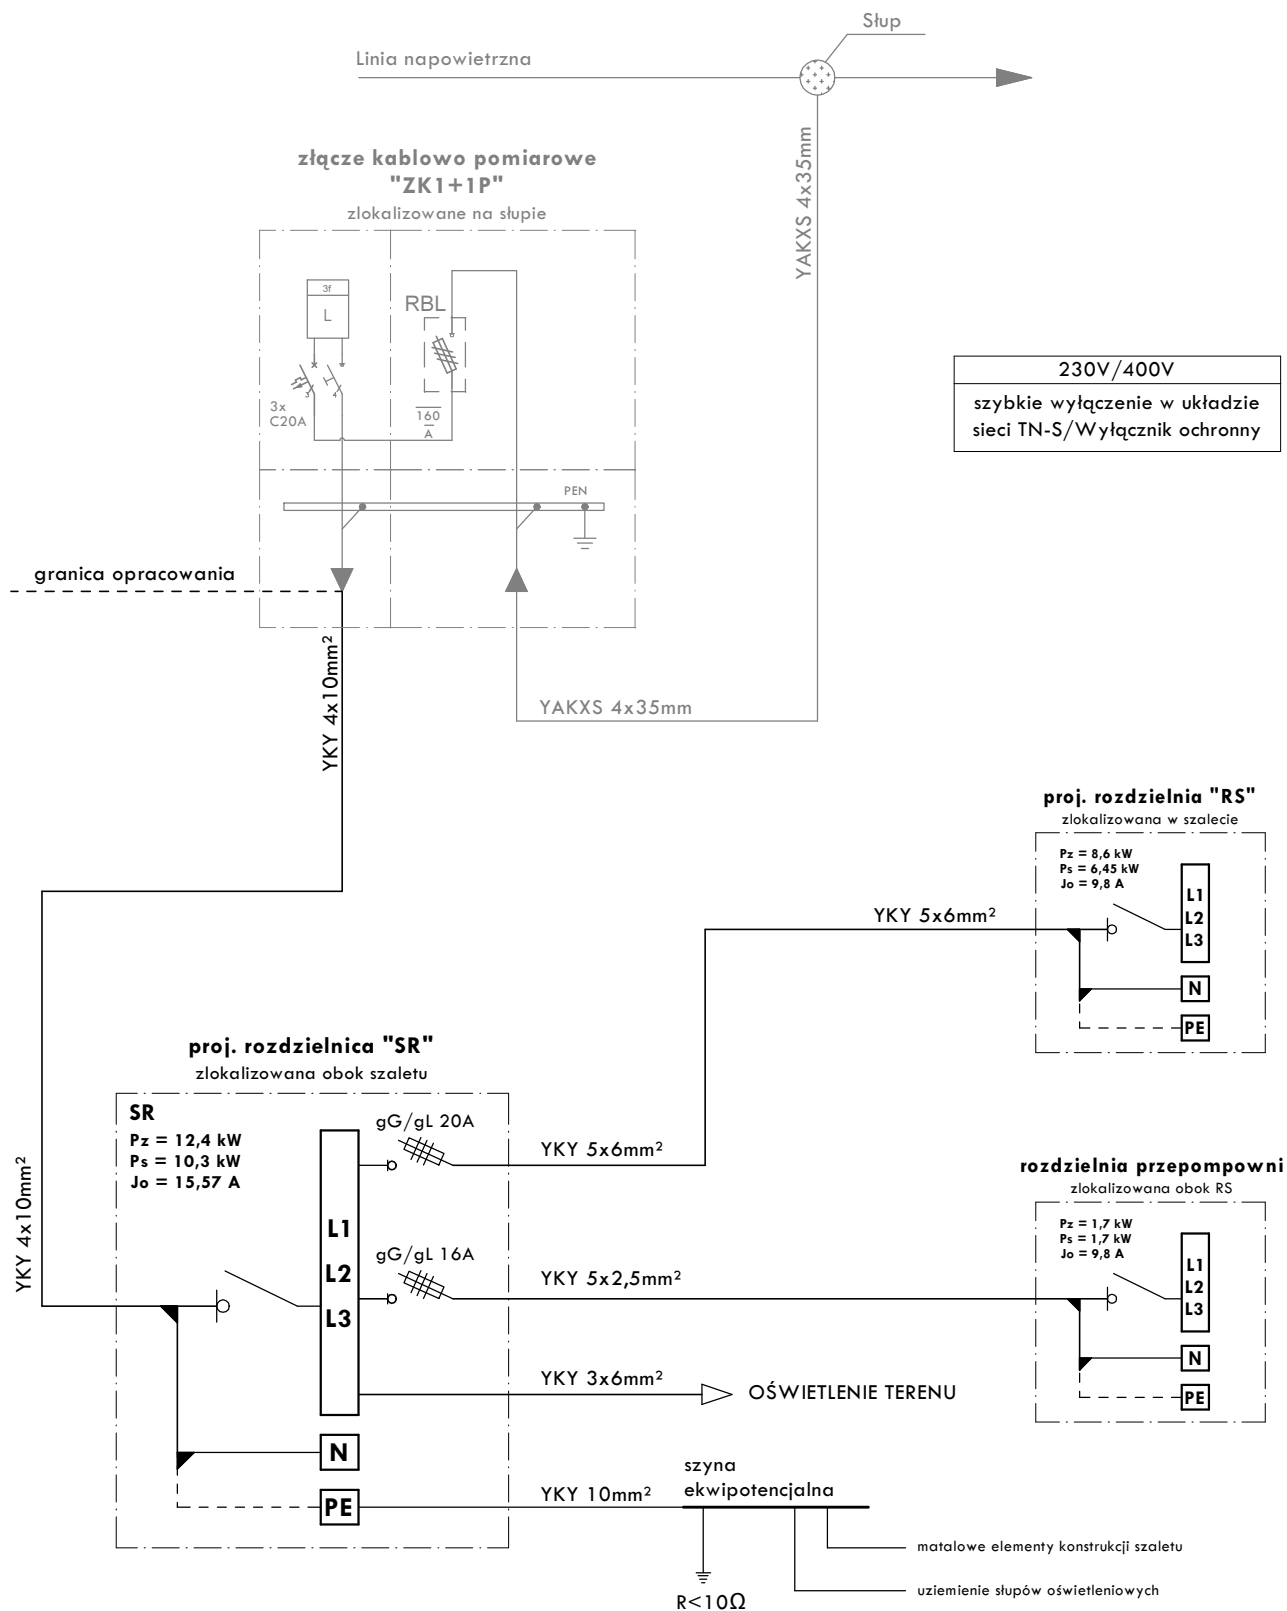 Słup
Linia napowietrzna
YAKXS 4x35mm
złącze kablowo pomiarowe
"ZK1+1P"
zlokalizowane na słupie
3f
L
RBL
3
4
3x
C20A
160
A
PEN
230V/400V
szybkie wyłączenie w układzie
sieci TN-S/Wyłącznik ochronny
granica opracowania
YKY 4x10mm²
YAKXS 4x35mm
proj. rozdzielnia "RS"
zlokalizowana w szalecie
Pz = 8,6 kW
Ps = 6,45 kW
Jo = 9,8 A
L1
L2
L3
N
PE
YKY 5x6mm²
proj. rozdzielnica "SR"
zlokalizowana obok szaletu
SR
Pz = 12,4 kW
Ps = 10,3 kW
Jo = 15,57 A
gG/gL 20A
YKY 5x6mm²
YKY 4x10mm²
L1
L2
L3
gG/gL 16A
YKY 5x2,5mm²
rozdzielnia przepompowni
zlokalizowana obok RS
Pz = 1,7 kW
Ps = 1,7 kW
Jo = 9,8 A
L1
L2
L3
N
PE
YKY 3x6mm²
OŚWIETLENIE TERENU
N
PE
YKY 10mm²
szyna
ekwipotencjalna
matalowe elementy konstrukcji szaletu
uziemienie słupów oświetleniowych
R<10Ω